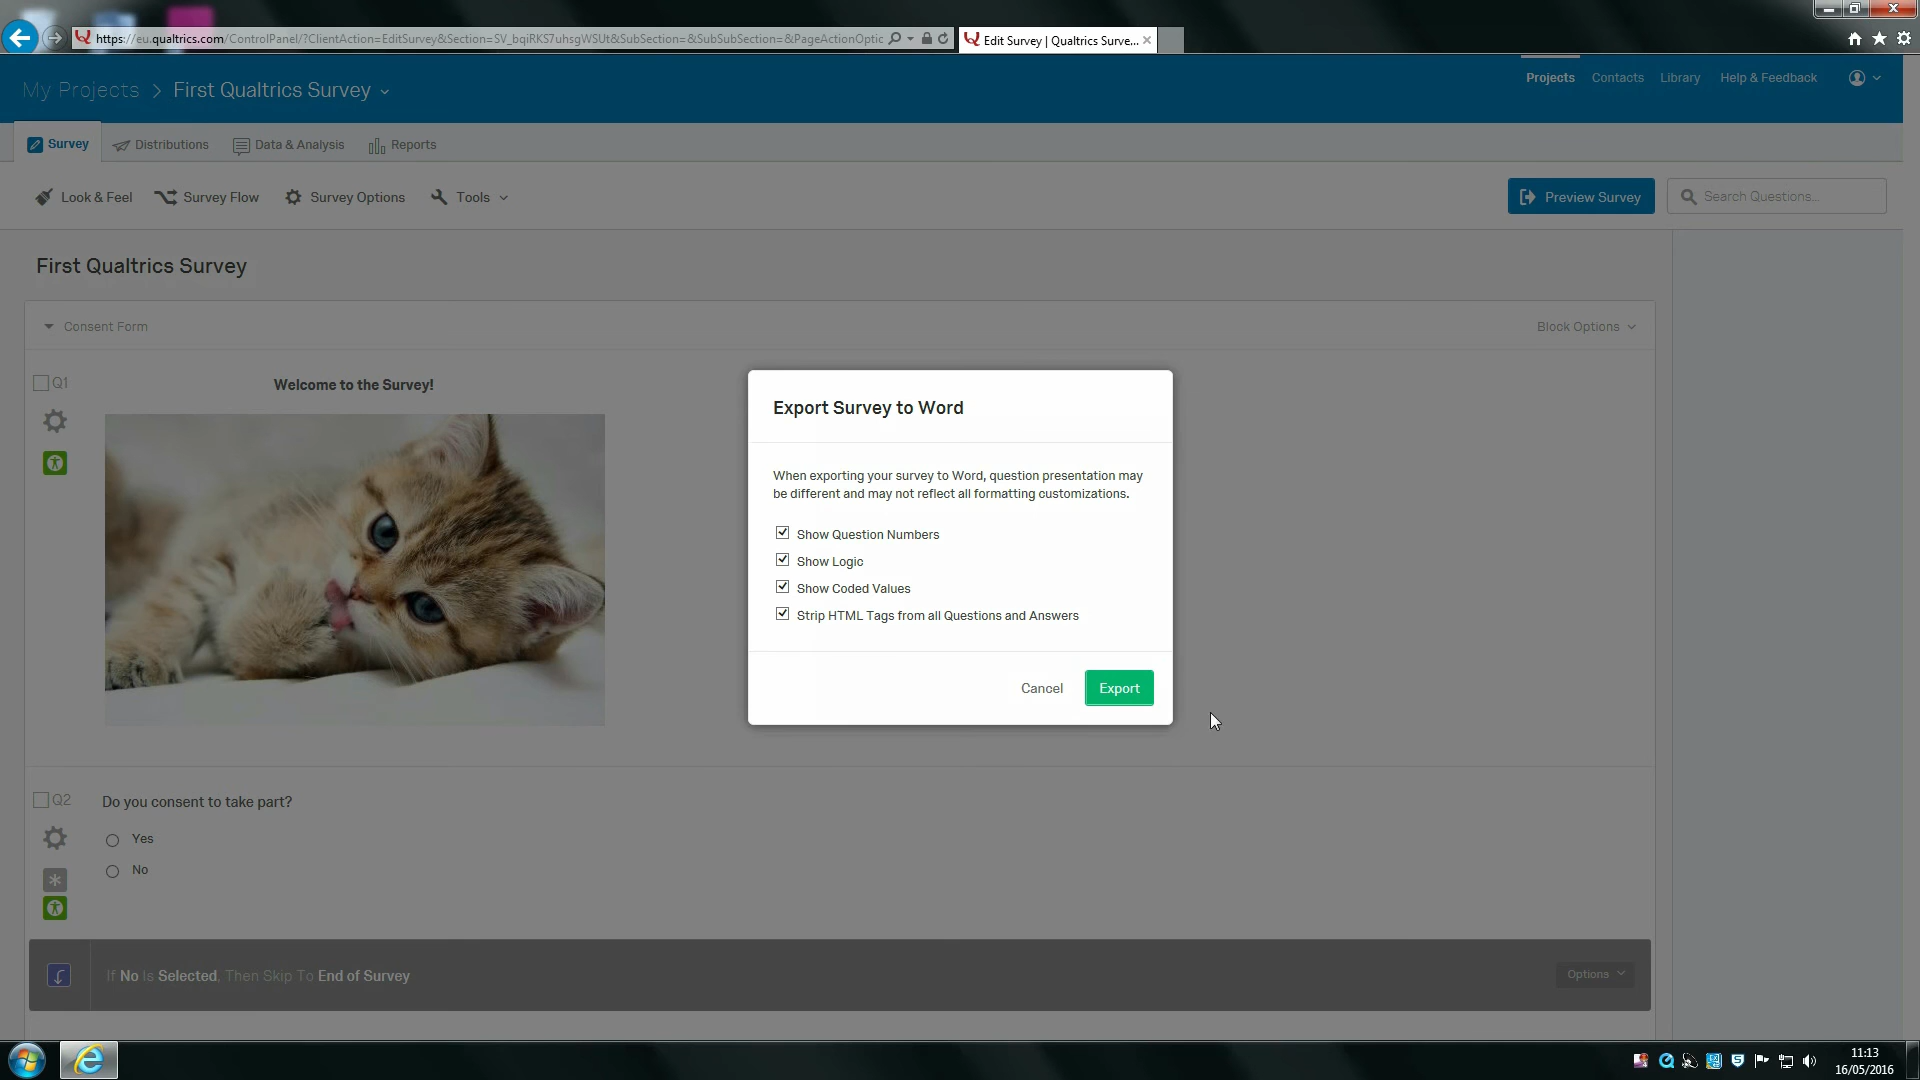 https://eu.qualtrics.com/ControlPanel/?ClientAction=EditSurvey&Section=SV_bqiRKS7uhsgWSUt&SubSection=&SubSubSection=&PageActionOptic
Edit Survey | Qualtrics Surve...
My Projects > First Qualtrics Survey
Projects Contacts Library Help & Feedback
Survey Distributions Data & Analysis Reports
Look & Feel Survey Flow Survey Options Tools
Preview Survey
Search Questions...
First Qualtrics Survey
Consent Form
Block Options
Q1
Welcome to the Survey!
Export Survey to Word
When exporting your survey to Word, question presentation may
be different and may not reflect all formatting customizations.
Show Question Numbers
Show Logic
Show Coded Values
Strip HTML Tags from all Questions and Answers
Cancel Export
Q2
Do you consent to take part?
Yes
No
If No Is Selected, Then Skip To End of Survey
Options
11:13
16/05/2016